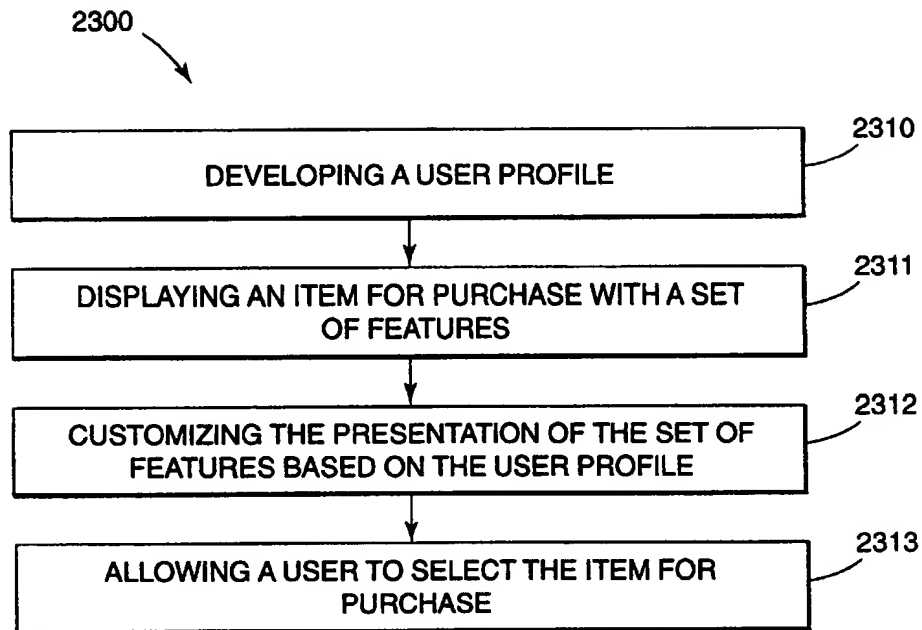 2300
2310
DEVELOPING A USER PROFILE
2311
DISPLAYING AN ITEM FOR PURCHASE WITH A SET
OF FEATURES
2312
CUSTOMIZING THE PRESENTATION OF THE SET OF
FEATURES BASED ON THE USER PROFILE
2313
ALLOWING A USER TO SELECT THE ITEM FOR
PURCHASE